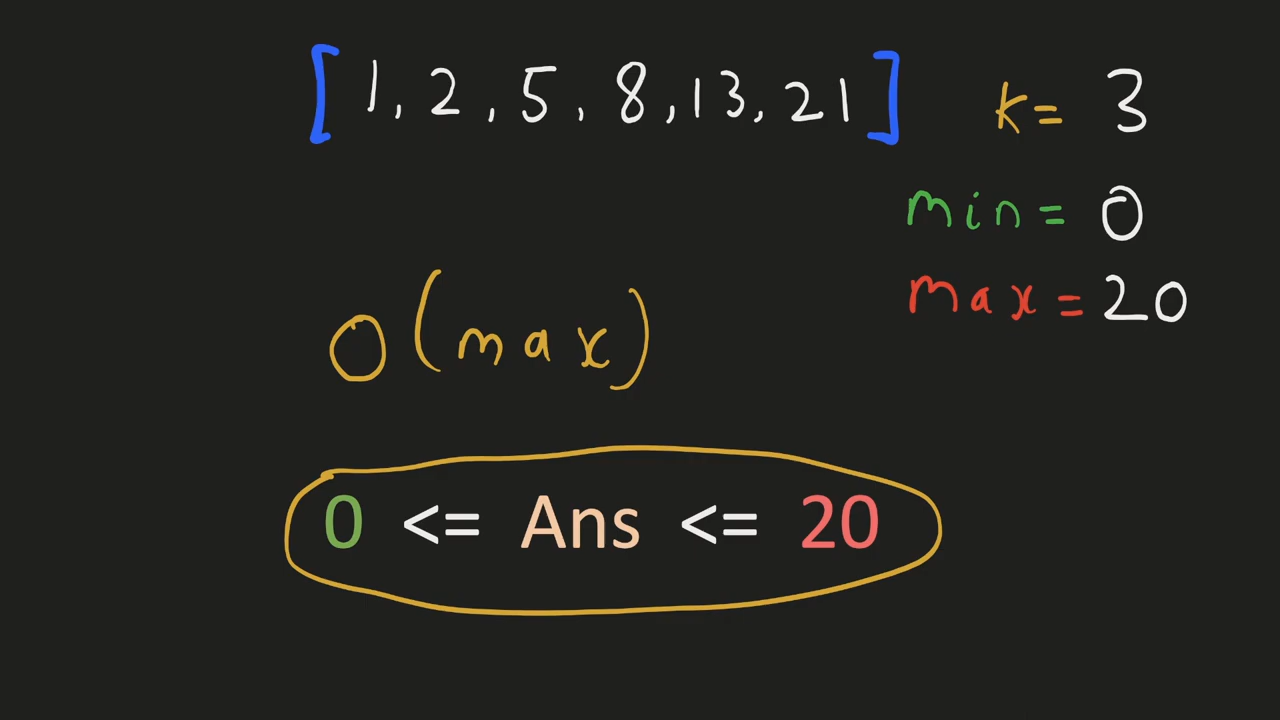 [1, 2, 5, 8, 13, 21] k= 3
min= 0
max= 20
O(max)
0 <= Ans <= 20